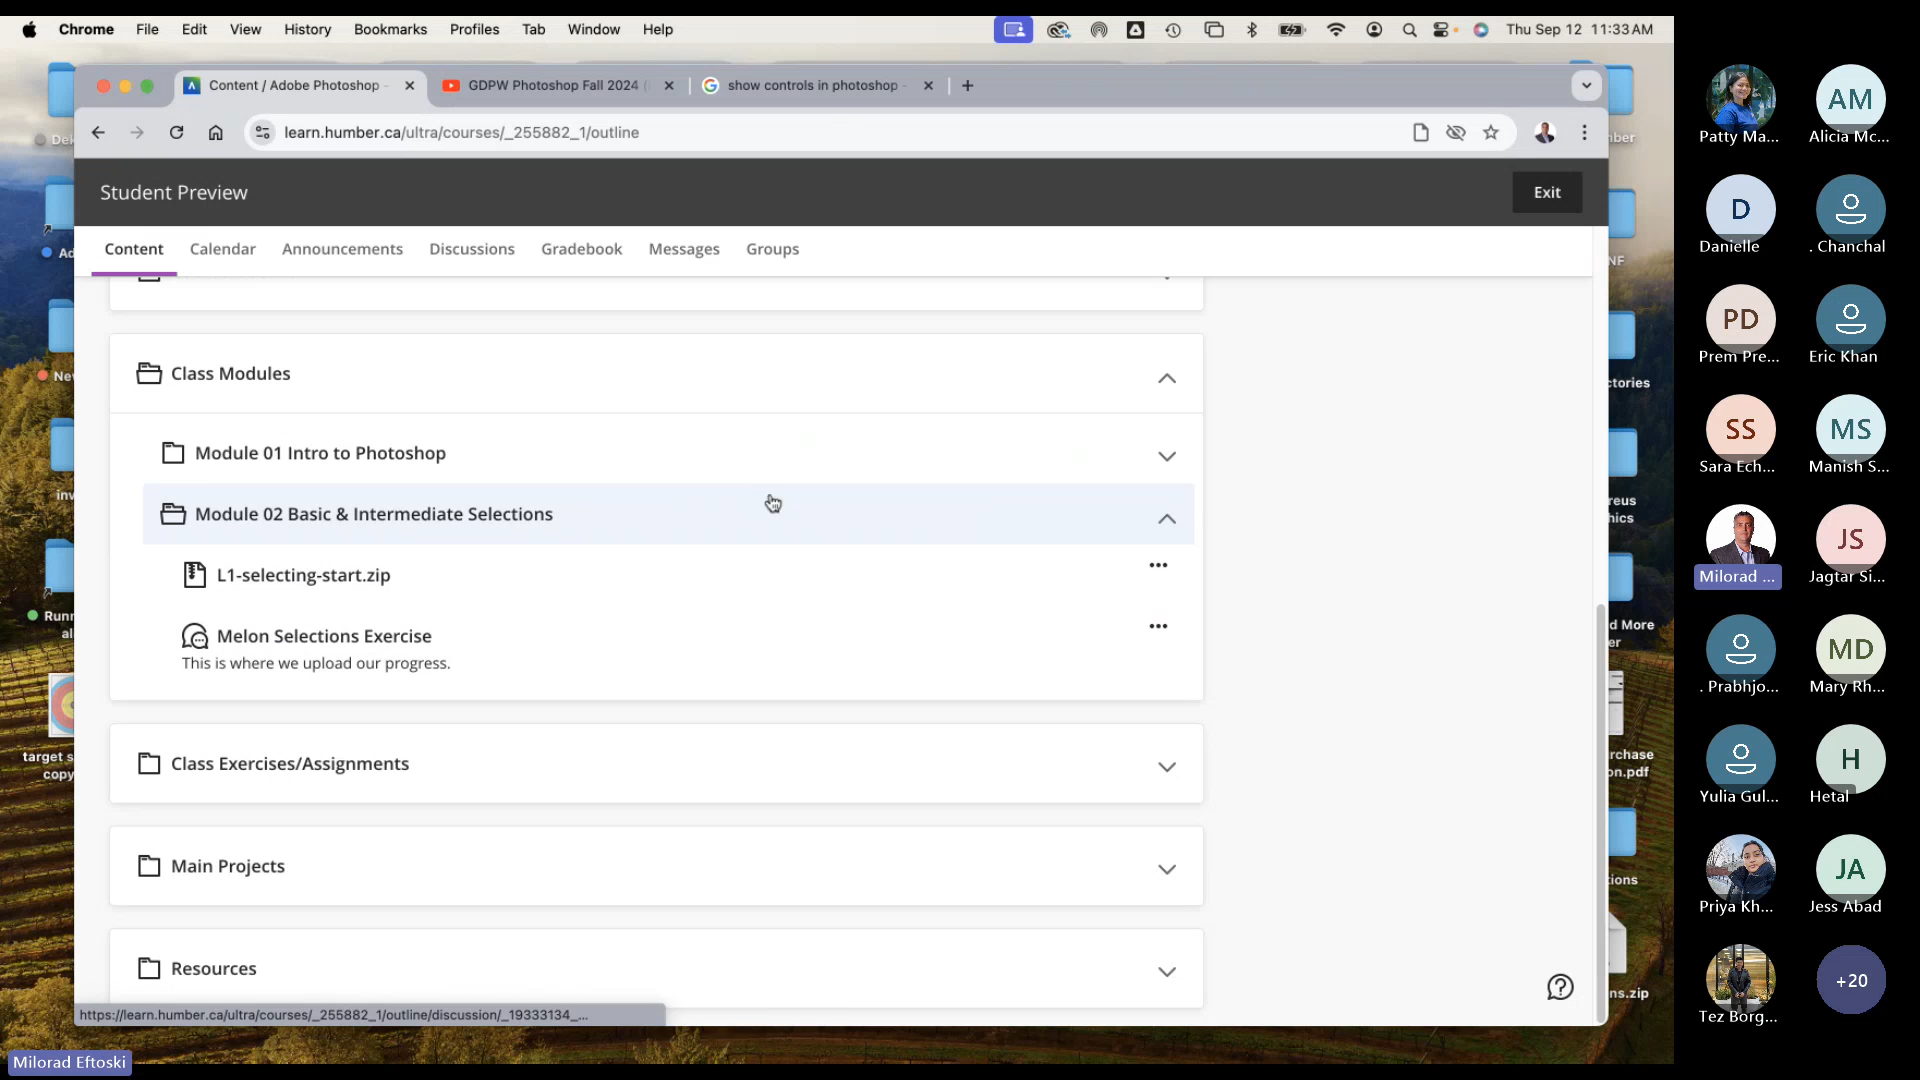 Chrome File Edit View History Bookmarks Profiles Tab Window Help Thu Sep 12 11:33 AM
Content / Adobe Photoshop
GDPW Photoshop Fall 2024
show controls in photoshop
learn.humber.ca/ultra/courses/_255882_1/outline
Student Preview
Exit
Content Calendar Announcements Discussions Gradebook Messages Groups
Class Modules
Module 01 Intro to Photoshop
Module 02 Basic & Intermediate Selections
L1-selecting-start.zip
Melon Selections Exercise
This is where we upload our progress.
Class Exercises/Assignments
Main Projects
Resources
https://learn.humber.ca/ultra/courses/_255882_1/outline/discussion/_19333134_...
target s
copy
Milorad Eftoski
Patty Ma...
AM
Alicia Mc...
D
Danielle
. Chanchal
PD
Prem Pre...
Eric Khan
SS
Sara Ech...
MS
Manish S...
Milorad ...
JS
Jagtar Si...
. Prabhjo...
MD
Mary Rh...
Yulia Gul...
H
Hetal
Priya Kh...
JA
Jess Abad
Tez Borg...
+20